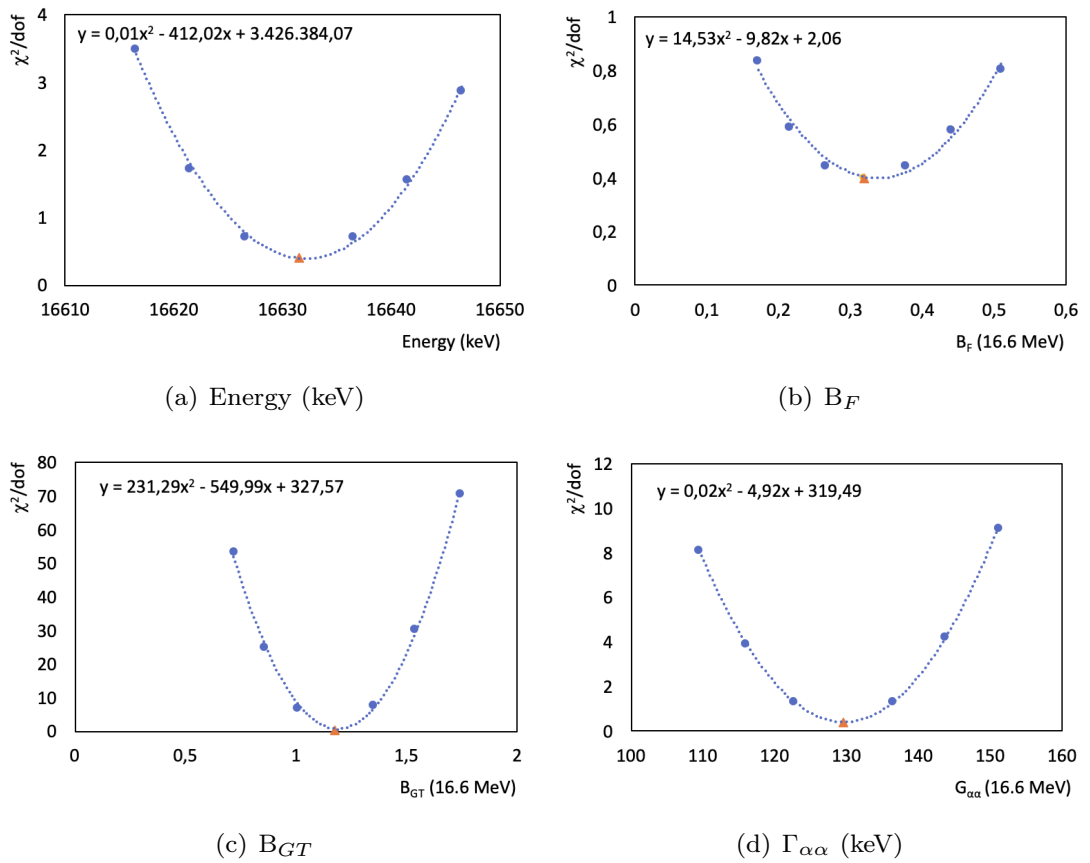 χ²/dof
y = 0,01x² - 412,02x + 3.426.384,07
4
3
2
1
0
16610 16620 16630 16640 16650
Energy (keV)
(a) Energy (keV)
χ²/dof
y = 14,53x² - 9,82x + 2,06
1
0,8
0,6
0,4
0,2
0
0 0,1 0,2 0,3 0,4 0,5 0,6
B_F (16.6 MeV)
(b) B_F
χ²/dof
y = 231,29x² - 549,99x + 327,57
80
70
60
50
40
30
20
10
0
0 0,5 1 1,5 2
B_GT (16.6 MeV)
(c) B_GT
χ²/dof
y = 0,02x² - 4,92x + 319,49
12
10
8
6
4
2
0
100 110 120 130 140 150 160
G_αα (16.6 MeV)
(d) Γ_αα (keV)